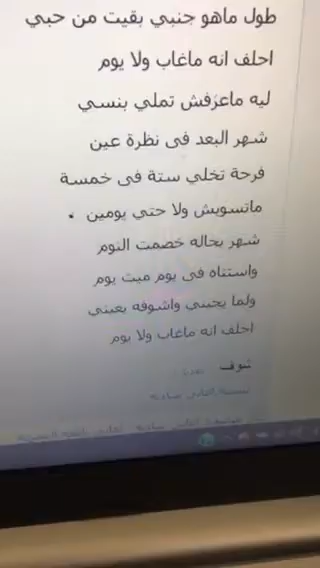 طول ماهو جنبي بقيت من حبي
احلف انه ماغاب ولا يوم
ليه ماعرفش تملي بنسي
شهر البعد فى نظرة عين
فرحة تخلي ستة فى خمسة
ماتسويش ولا حتي يومين .
شهر بحاله خصمت النوم
واستناه فى يوم ميت يوم
ولما يجيني واشوفه بعيني
احلف انه ماغاب ولا يوم
شوف